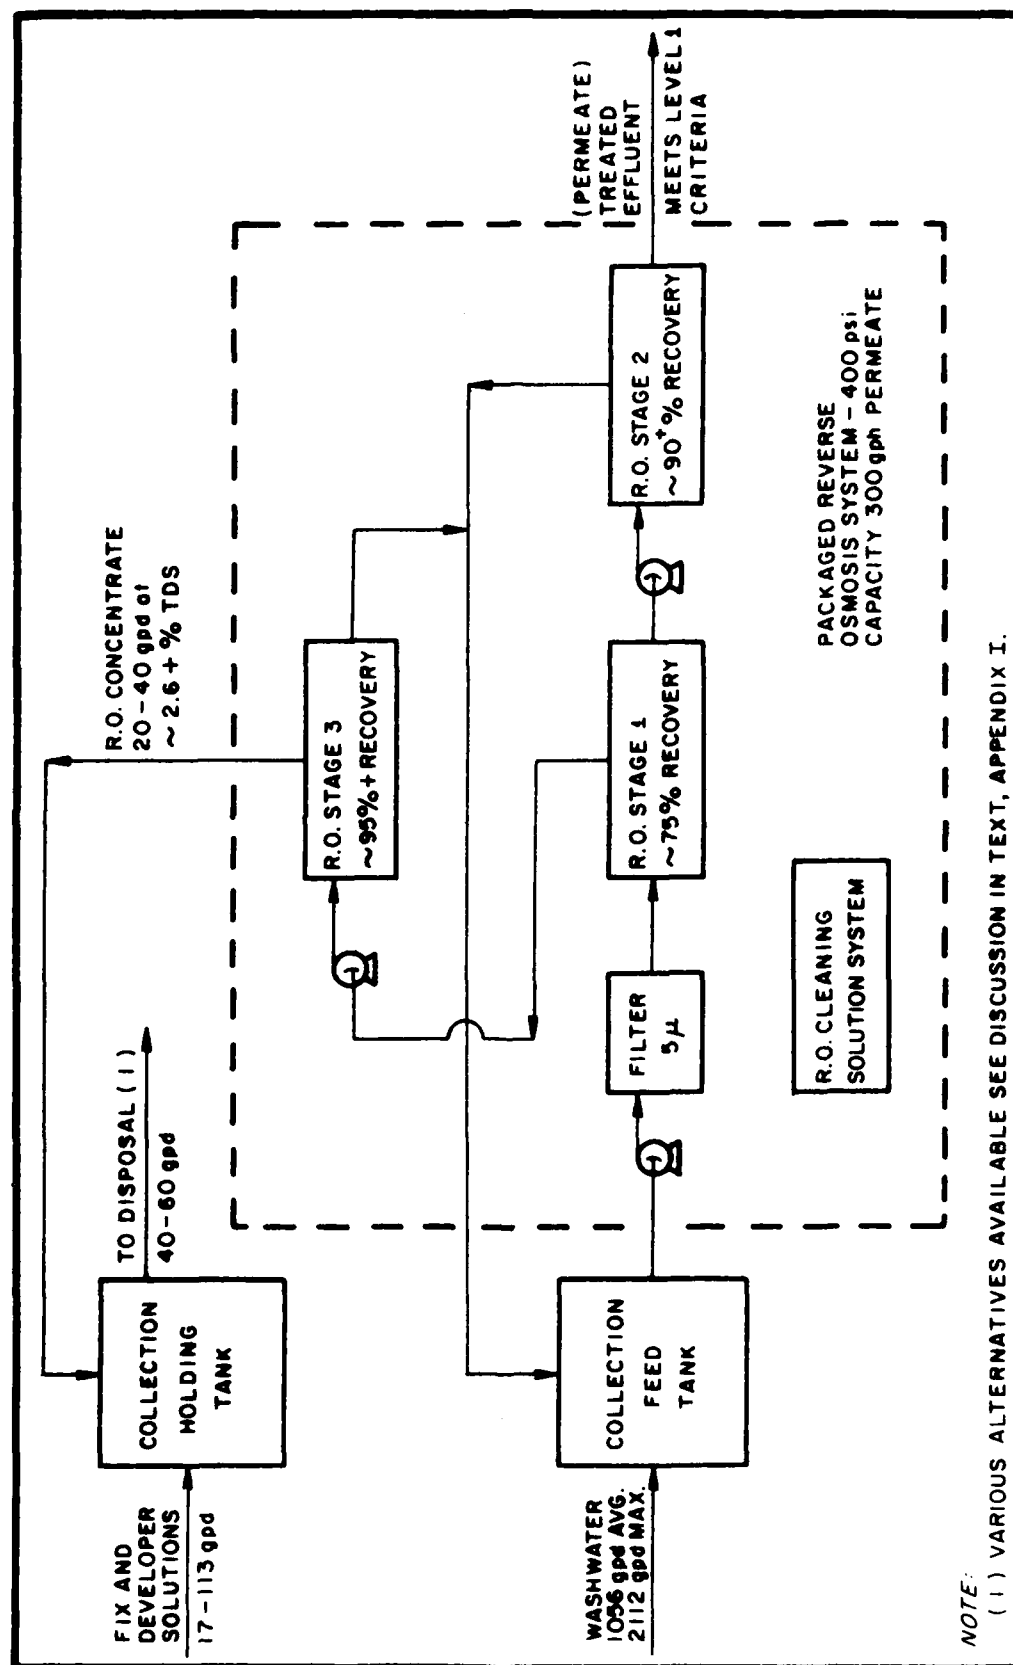 FIX AND
DEVELOPER
SOLUTIONS
17-113 gpd
COLLECTION
HOLDING
TANK
TO DISPOSAL (1)
40-60 gpd
R.O. CONCENTRATE
20-40 gpd at
~ 2.6 + % TDS
R.O. STAGE 3
~95%+ RECOVERY
WASHWATER
1056 gpd AVG.
2112 gpd MAX.
COLLECTION
FEED
TANK
FILTER
5μ
R.O. STAGE 1
~75% RECOVERY
R.O. STAGE 2
~90+% RECOVERY
(PERMEATE)
TREATED
EFFLUENT
MEETS LEVEL 1
CRITERIA
R.O. CLEANING
SOLUTION SYSTEM
PACKAGED REVERSE
OSMOSIS SYSTEM-400 psi
CAPACITY 300gph PERMEATE
NOTE:
(1) VARIOUS ALTERNATIVES AVAILABLE SEE DISCUSSION IN TEXT, APPENDIX I.